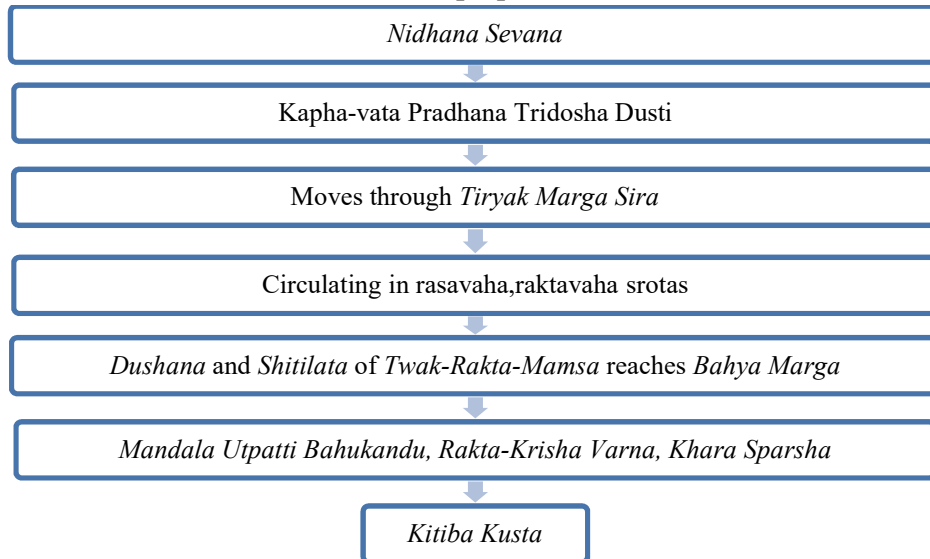 Nidhana Sevana
Kapha-vata Pradhana Tridosha Dusti
Moves through Tiryak Marga Sira
Circulating in rasavaha,raktavaha srotas
Dushana and Shitilata of Twak-Rakta-Mamsa reaches Bahya Marga
Mandala Utpatti Bahukandu, Rakta-Krisha Varna, Khara Sparsha
Kitiba Kusta